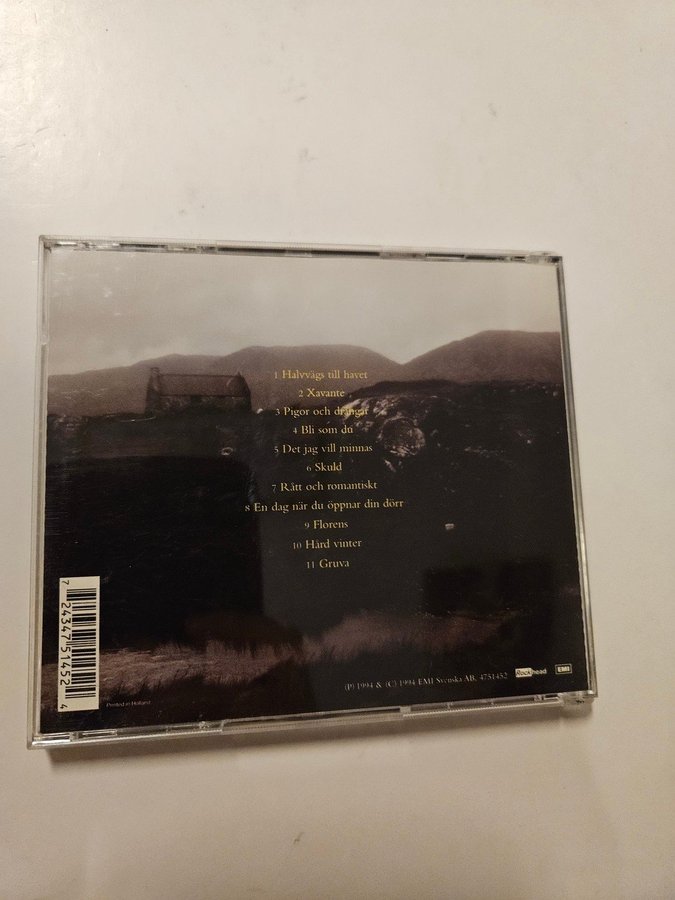 1 Halvvägs till havet
2 Xavante
3 Pigor och drängar
4 Bli som du
5 Det jag vill minnas
6 Skuld
7 Rått och romantiskt
8 En dag när du öppnar din dörr
9 Florens
10 Hård vinter
11 Gruva
7 24347 51452 4
Printed in Holland
(P) 1994 & (C) 1994 EMI Svenska AB. 4751452
Rockhead
EMI